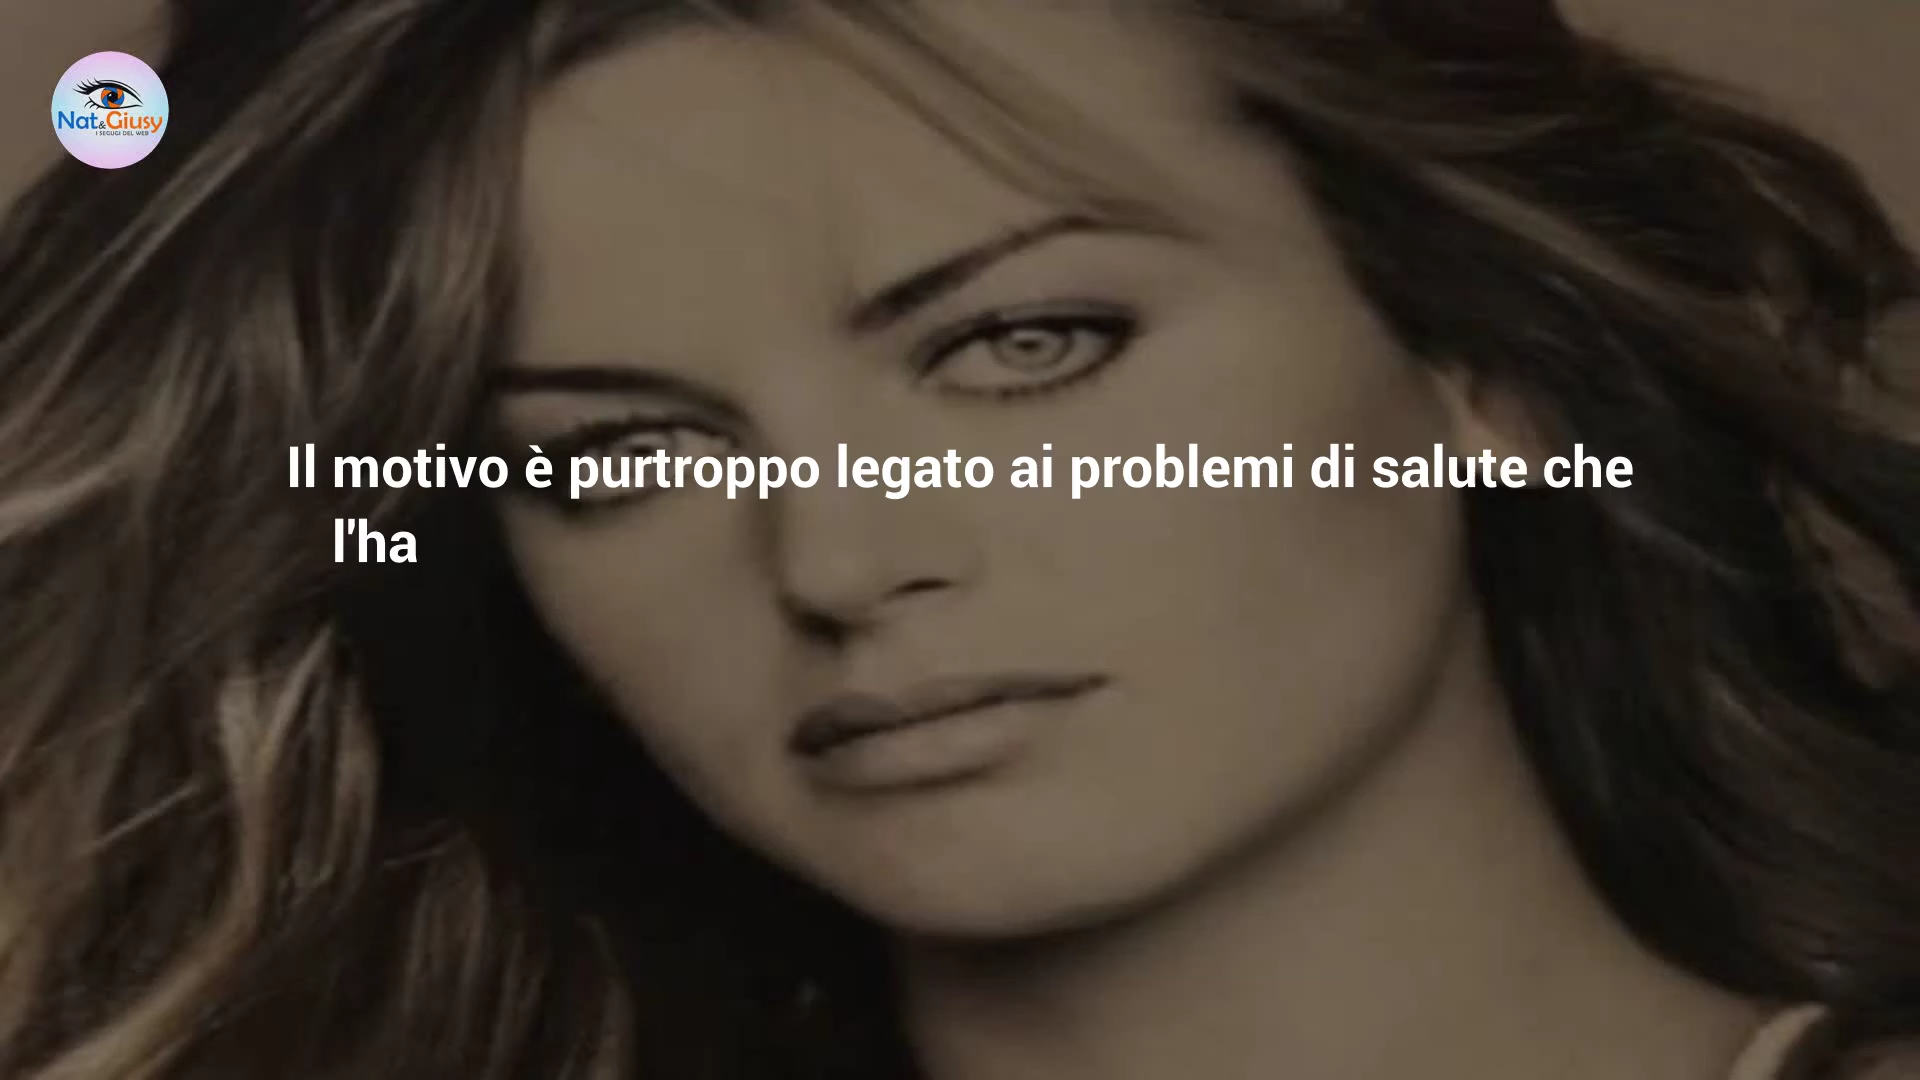 Nat&Giusy
I SEGUGI DEL WEB
Il motivo è purtroppo legato ai problemi di salute che
l'ha